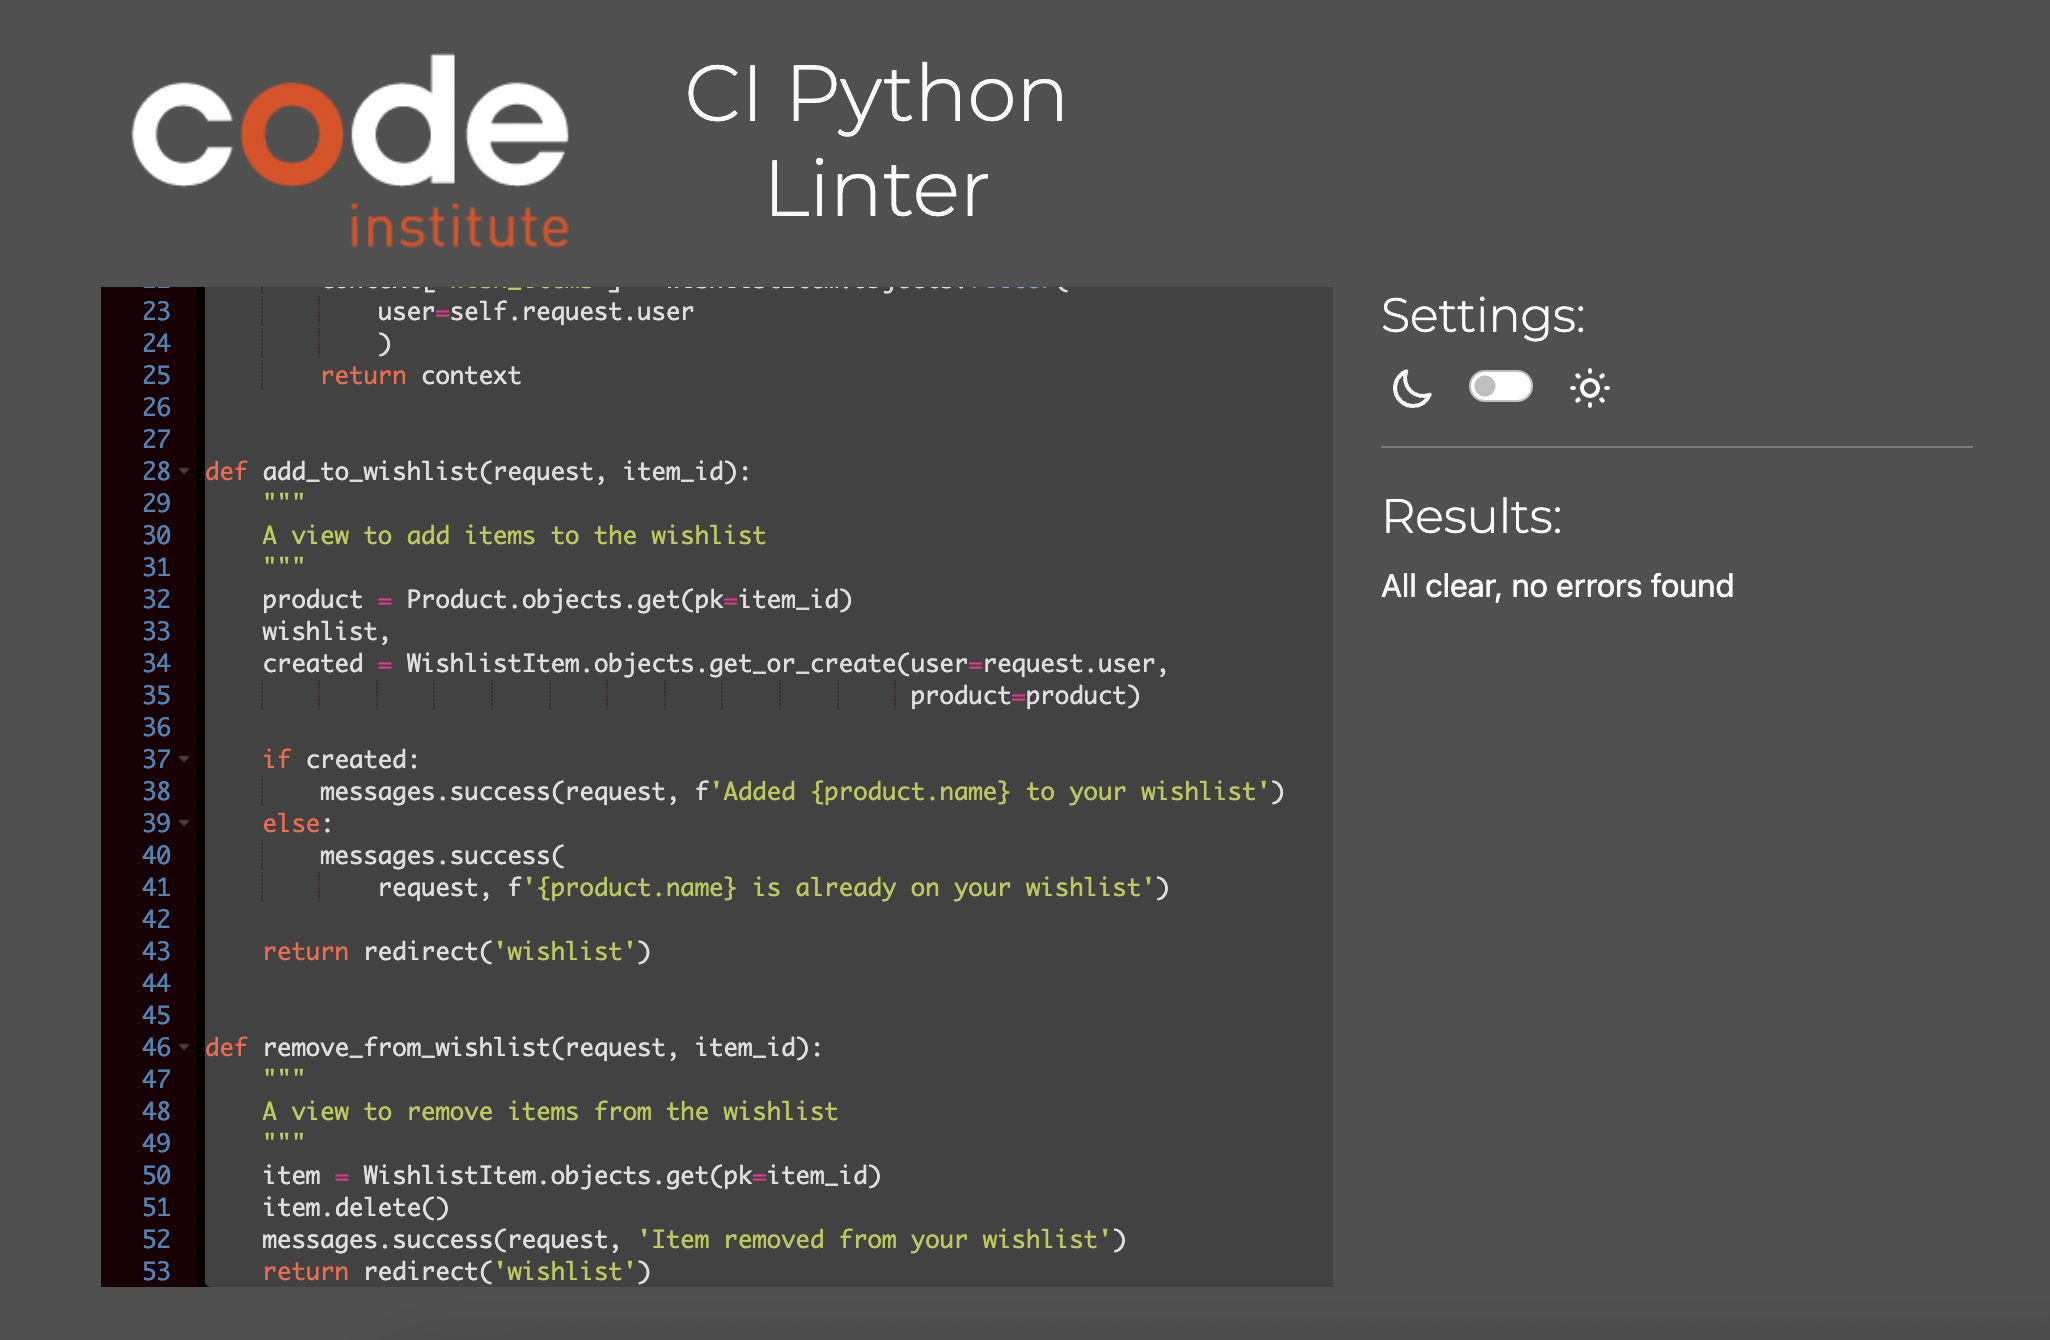 code
institute
CI Python
Linter
23 user=self.request.user
24 )
25 return context
26
27
28 def add_to_wishlist(request, item_id):
29 """
30 A view to add items to the wishlist
31 """
32 product = Product.objects.get(pk=item_id)
33 wishlist,
34 created = WishlistItem.objects.get_or_create(user=request.user,
35 product=product)
36
37 if created:
38 messages.success(request, f'Added {product.name} to your wishlist')
39 else:
40 messages.success(
41 request, f'{product.name} is already on your wishlist')
42
43 return redirect('wishlist')
44
45
46 def remove_from_wishlist(request, item_id):
47 """
48 A view to remove items from the wishlist
49 """
50 item = WishlistItem.objects.get(pk=item_id)
51 item.delete()
52 messages.success(request, 'Item removed from your wishlist')
53 return redirect('wishlist')
Settings:
Results:
All clear, no errors found